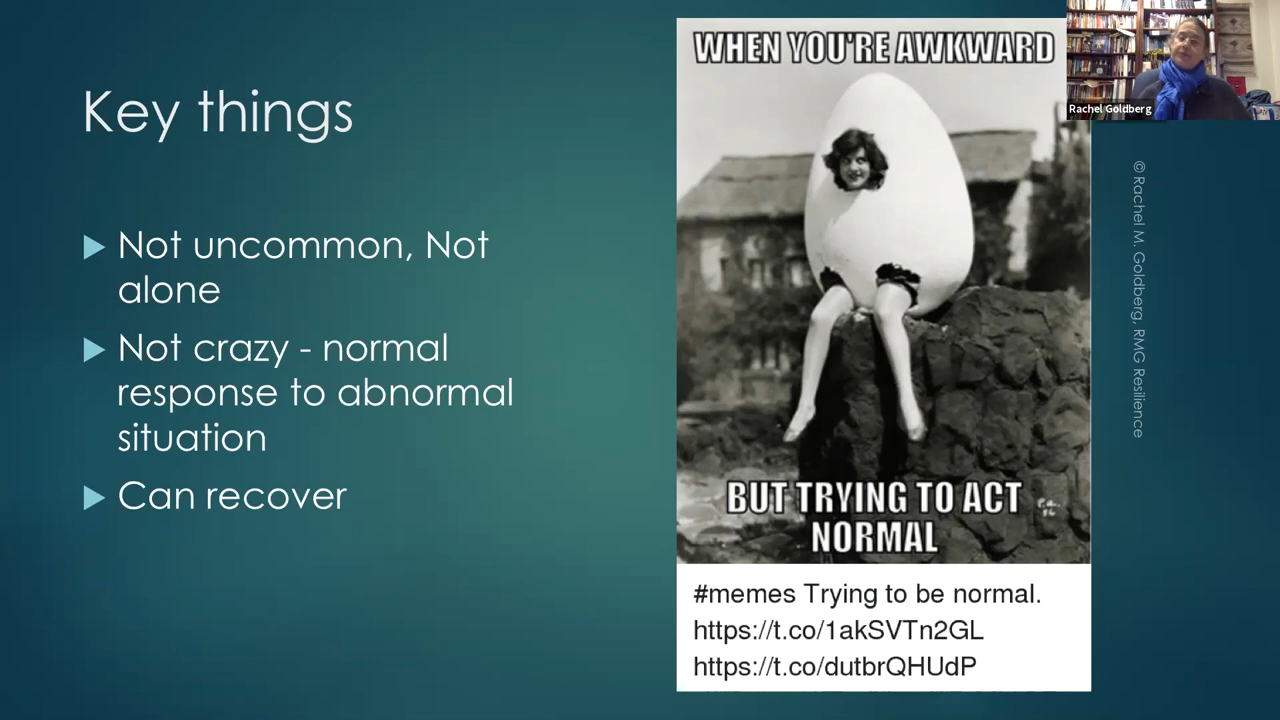 Key things
Not uncommon, Not
alone
Not crazy - normal
response to abnormal
situation
Can recover
WHEN YOU'RE AWKWARD
BUT TRYING TO ACT
NORMAL
#memes Trying to be normal.
https://t.co/1akSVTn2GL
https://t.co/dutbrQHUdP
Rachel Goldberg
© Rachel M. Goldberg, RMG Resilience